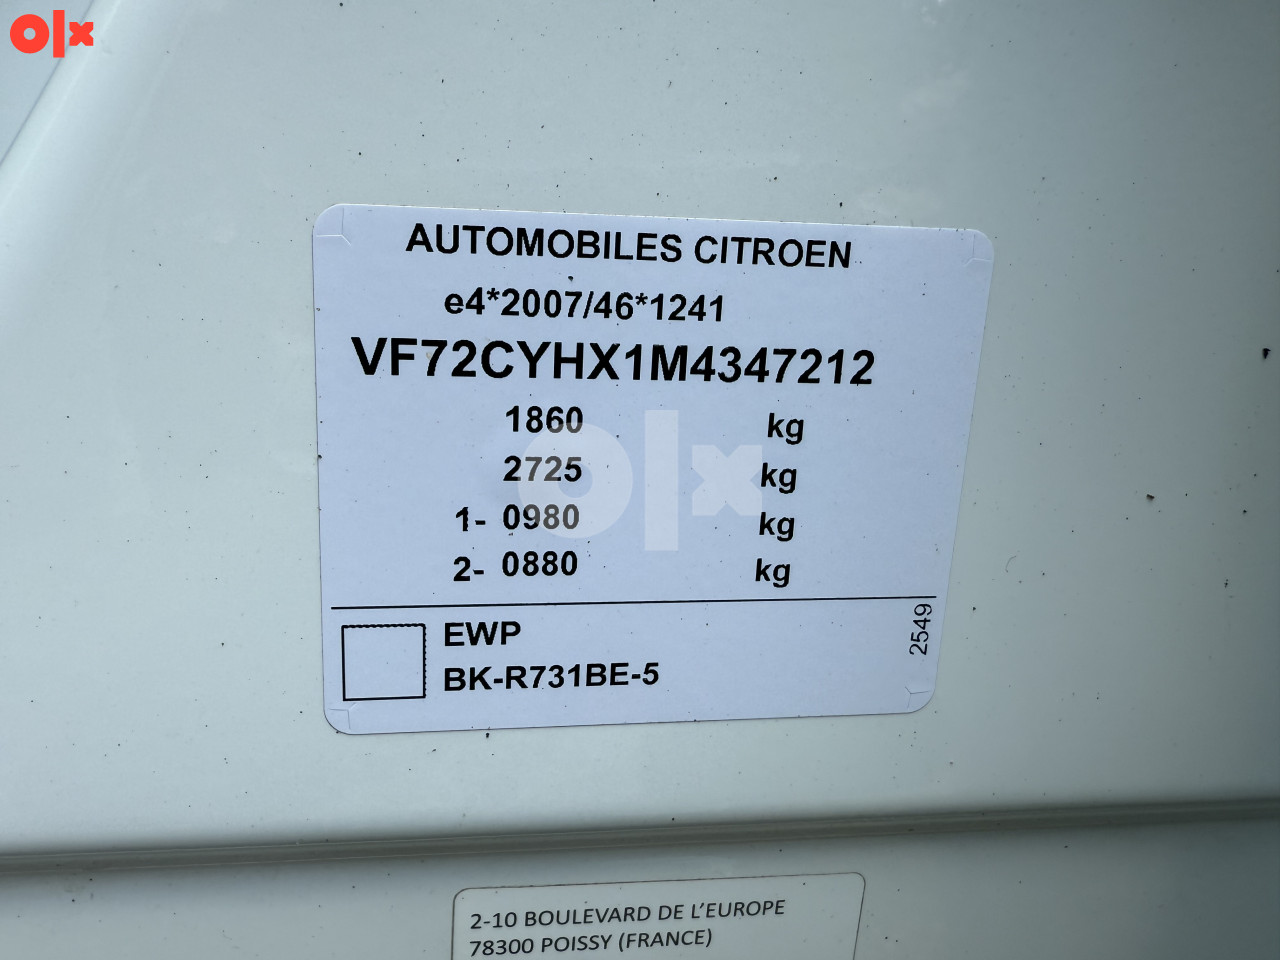 olx
AUTOMOBILES CITROEN
e4*2007/46*1241
VF72CYHX1M4347212
1860 kg
2725 kg
1- 0980 kg
2- 0880 kg
EWP
BK-R731BE-5
2549
olx
2-10 BOULEVARD DE L'EUROPE
78300 POISSY (FRANCE)